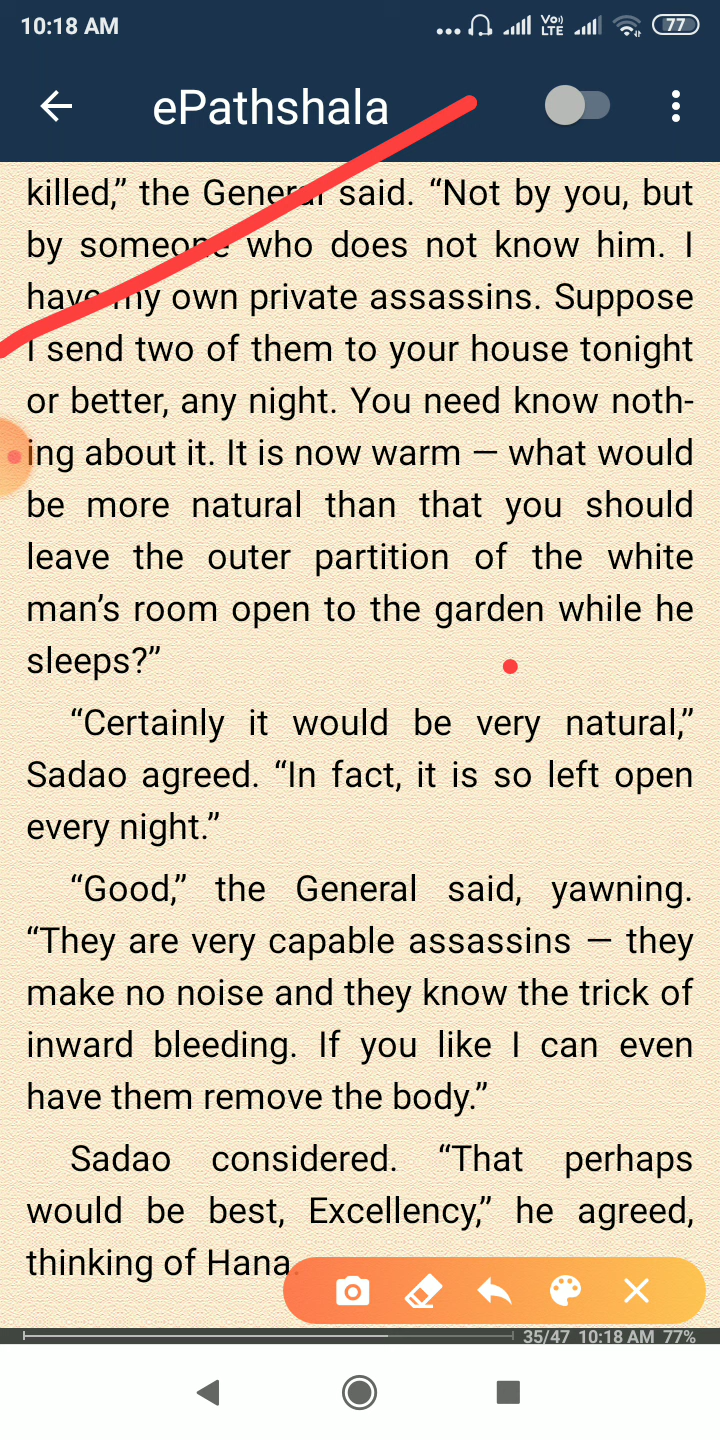 10:18 AM
Vo)) LTE
77
ePathshala
killed,” the General said. “Not by you, but
by someone who does not know him. I
have my own private assassins. Suppose
I send two of them to your house tonight
or better, any night. You need know noth-
ing about it. It is now warm — what would
be more natural than that you should
leave the outer partition of the white
man’s room open to the garden while he
sleeps?”
“Certainly it would be very natural,”
Sadao agreed. “In fact, it is so left open
every night.”
“Good,” the General said, yawning.
“They are very capable assassins — they
make no noise and they know the trick of
inward bleeding. If you like I can even
have them remove the body.”
Sadao considered. “That perhaps
would be best, Excellency,” he agreed,
thinking of Hana.
35/47 10:18 AM 77%